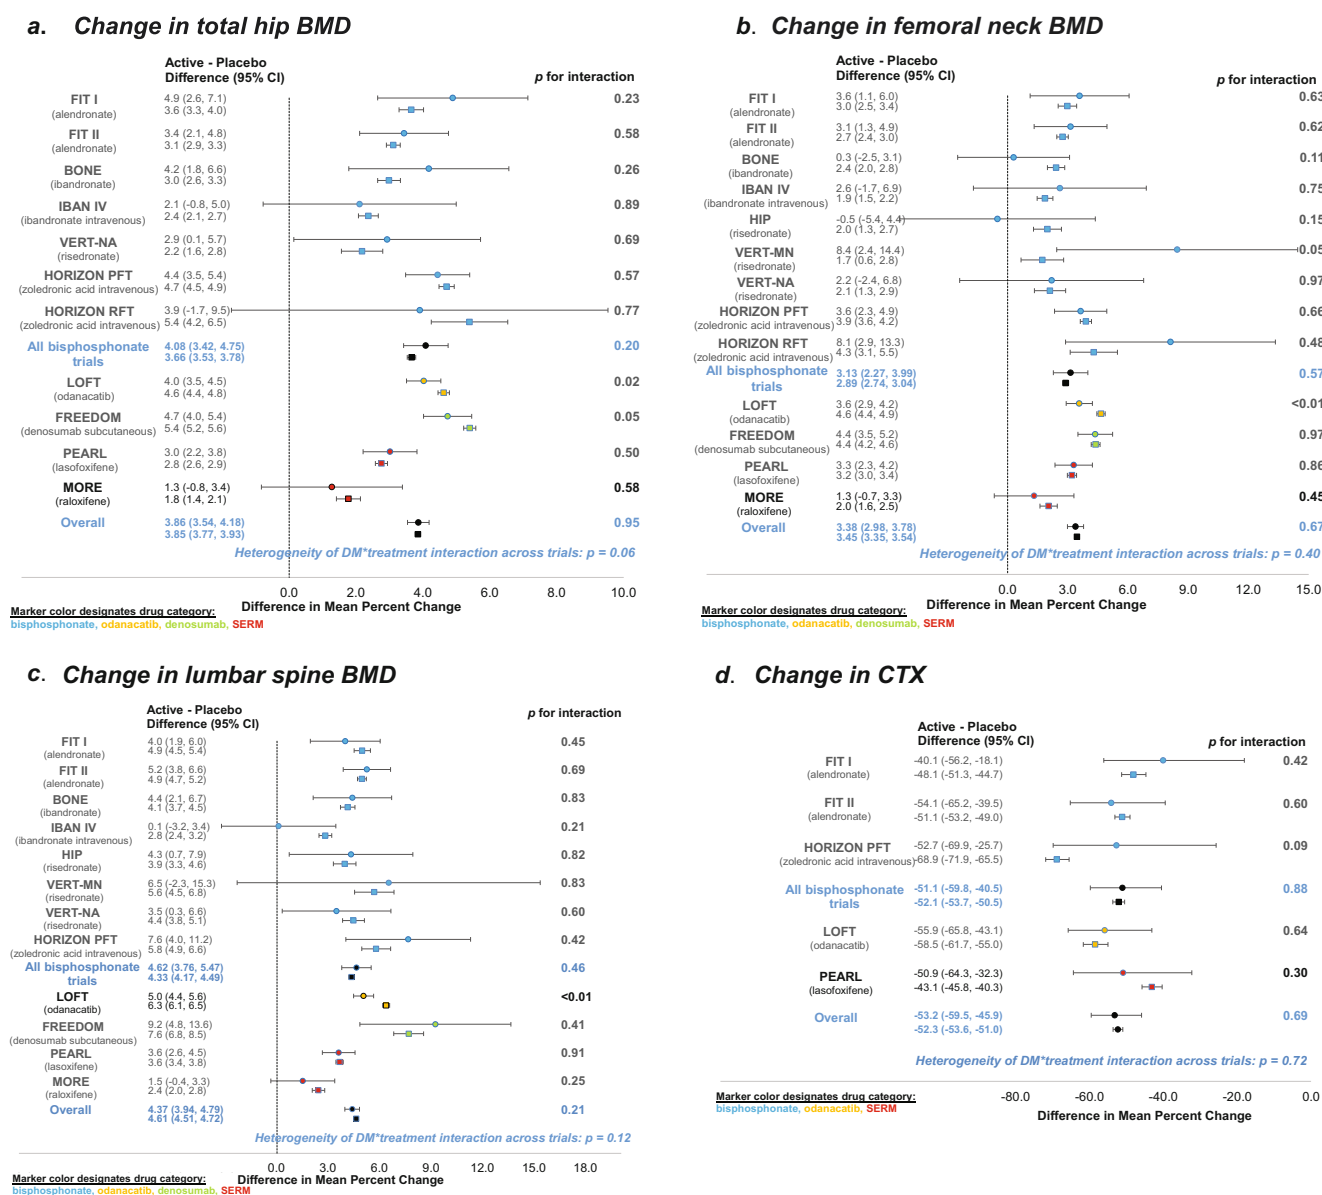 a. Change in total hip BMD
Active - Placebo
Difference (95% CI)
p for interaction
FIT I 4.9 (2.6, 7.1) 0.23
(alendronate) 3.6 (3.3, 4.0)
FIT II 3.4 (2.1, 4.8) 0.58
(alendronate) 3.1 (2.9, 3.3)
BONE 4.2 (1.8, 6.6) 0.26
(ibandronate) 3.0 (2.6, 3.3)
IBAN IV 2.1 (-0.8, 5.0) 0.89
(ibandronate intravenous) 2.4 (2.1, 2.7)
VERT-NA 2.9 (0.1, 5.7) 0.69
(risedronate) 2.2 (1.6, 2.8)
HORIZON PFT 4.4 (3.5, 5.4) 0.57
(zoledronic acid intravenous) 4.7 (4.5, 4.9)
HORIZON RFT 3.9 (-1.7, 9.5) 0.77
(zoledronic acid intravenous) 5.4 (4.2, 6.5)
All bisphosphonate 4.08 (3.42, 4.75) 0.20
trials 3.66 (3.53, 3.78)
LOFT 4.0 (3.5, 4.5) 0.02
(odanacatib) 4.6 (4.4, 4.8)
FREEDOM 4.7 (4.0, 5.4) 0.05
(denosumab subcutaneous) 5.4 (5.2, 5.6)
PEARL 3.0 (2.2, 3.8) 0.50
(lasofoxifene) 2.8 (2.6, 2.9)
MORE 1.3 (-0.8, 3.4) 0.58
(raloxifene) 1.8 (1.4, 2.1)
Overall 3.86 (3.54, 4.18) 0.95
3.85 (3.77, 3.93)
Heterogeneity of DM*treatment interaction across trials: p = 0.06
0.0 2.0 4.0 6.0 8.0 10.0
Difference in Mean Percent Change
Marker color designates drug category:
bisphosphonate, odanacatib, denosumab, SERM
b. Change in femoral neck BMD
Active - Placebo
Difference (95% CI)
p for interaction
FIT I 3.6 (1.1, 6.0) 0.63
(alendronate) 3.0 (2.5, 3.4)
FIT II 3.1 (1.3, 4.9) 0.62
(alendronate) 2.7 (2.4, 3.0)
BONE 0.3 (-2.5, 3.1) 0.11
(ibandronate) 2.4 (2.0, 2.8)
IBAN IV 2.6 (-1.7, 6.9) 0.75
(ibandronate intravenous) 1.9 (1.5, 2.2)
HIP -0.5 (-5.4, 4.4) 0.15
(risedronate) 2.0 (1.3, 2.7)
VERT-MN 8.4 (2.4, 14.4) 0.05
(risedronate) 1.7 (0.6, 2.8)
VERT-NA 2.2 (-2.4, 6.8) 0.97
(risedronate) 2.1 (1.3, 2.9)
HORIZON PFT 3.6 (2.3, 4.9) 0.66
(zoledronic acid intravenous) 3.9 (3.6, 4.2)
HORIZON RFT 8.1 (2.9, 13.3) 0.48
(zoledronic acid intravenous) 4.3 (3.1, 5.5)
All bisphosphonate 3.13 (2.27, 3.99) 0.57
trials 2.89 (2.74, 3.04)
LOFT 3.6 (2.9, 4.2) <0.01
(odanacatib) 4.6 (4.4, 4.9)
FREEDOM 4.4 (3.5, 5.2) 0.97
(denosumab subcutaneous) 4.4 (4.2, 4.6)
PEARL 3.3 (2.3, 4.2) 0.86
(lasofoxifene) 3.2 (3.0, 3.4)
MORE 1.3 (-0.7, 3.3) 0.45
(raloxifene) 2.0 (1.6, 2.5)
Overall 3.38 (2.98, 3.78) 0.67
3.45 (3.35, 3.54)
Heterogeneity of DM*treatment interaction across trials: p = 0.40
0.0 3.0 6.0 9.0 12.0 15.0
Difference in Mean Percent Change
Marker color designates drug category:
bisphosphonate, odanacatib, denosumab, SERM
c. Change in lumbar spine BMD
Active - Placebo
Difference (95% CI)
p for interaction
FIT I 4.0 (1.9, 6.0) 0.45
(alendronate) 4.9 (4.5, 5.4)
FIT II 5.2 (3.8, 6.6) 0.69
(alendronate) 4.9 (4.7, 5.2)
BONE 4.4 (2.1, 6.7) 0.83
(ibandronate) 4.1 (3.7, 4.5)
IBAN IV 0.1 (-3.2, 3.4) 0.21
(ibandronate intravenous) 2.8 (2.4, 3.2)
HIP 4.3 (0.7, 7.9) 0.82
(risedronate) 3.9 (3.3, 4.6)
VERT-MN 6.5 (-2.3, 15.3) 0.83
(risedronate) 5.6 (4.5, 6.8)
VERT-NA 3.5 (0.3, 6.6) 0.60
(risedronate) 4.4 (3.8, 5.1)
HORIZON PFT 7.6 (4.0, 11.2) 0.42
(zoledronic acid intravenous) 5.8 (4.9, 6.6)
All bisphosphonate 4.62 (3.76, 5.47) 0.46
trials 4.33 (4.17, 4.49)
LOFT 5.0 (4.4, 5.6) <0.01
(odanacatib) 6.3 (6.1, 6.5)
FREEDOM 9.2 (4.8, 13.6) 0.41
(denosumab subcutaneous) 7.6 (6.8, 8.5)
PEARL 3.6 (2.6, 4.5) 0.91
(lasoxifene) 3.6 (3.4, 3.8)
MORE 1.5 (-0.4, 3.3) 0.25
(raloxifene) 2.4 (2.0, 2.8)
Overall 4.37 (3.94, 4.79) 0.21
4.61 (4.51, 4.72)
Heterogeneity of DM*treatment interaction across trials: p = 0.12
0.0 3.0 6.0 9.0 12.0 15.0 18.0
Difference in Mean Percent Change
Marker color designates drug category:
bisphosphonate, odanacatib, denosumab, SERM
d. Change in CTX
Active - Placebo
Difference (95% CI)
p for interaction
FIT I -40.1 (-56.2, -18.1) 0.42
(alendronate) -48.1 (-51.3, -44.7)
FIT II -54.1 (-65.2, -39.5) 0.60
(alendronate) -51.1 (-53.2, -49.0)
HORIZON PFT -52.7 (-69.9, -25.7) 0.09
(zoledronic acid intravenous) -68.9 (-71.9, -65.5)
All bisphosphonate -51.1 (-59.8, -40.5) 0.88
trials -52.1 (-53.7, -50.5)
LOFT -55.9 (-65.8, -43.1) 0.64
(odanacatib) -58.5 (-61.7, -55.0)
PEARL -50.9 (-64.3, -32.3) 0.30
(lasofoxifene) -43.1 (-45.8, -40.3)
Overall -53.2 (-59.5, -45.9) 0.69
-52.3 (-53.6, -51.0)
Heterogeneity of DM*treatment interaction across trials: p = 0.72
-80.0 -60.0 -40.0 -20.0 0.0
Difference in Mean Percent Change
Marker color designates drug category:
bisphosphonate, odanacatib, SERM